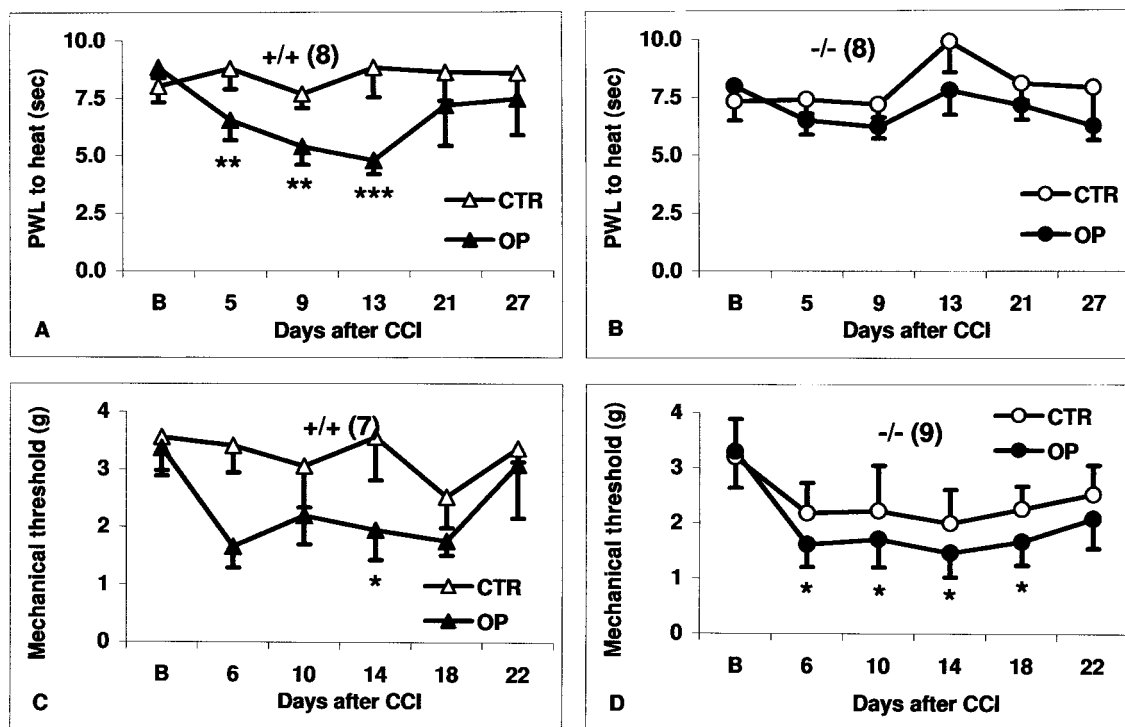 PWL to heat (sec)
10.0
7.5
5.0
2.5
0.0
+/+ (8)
**
**
***
CTR
OP
B 5 9 13 21 27
Days after CCI
A
PWL to heat (sec)
10.0
7.5
5.0
2.5
0.0
-/- (8)
CTR
OP
B 5 9 13 21 27
Days after CCI
B
Mechanical threshold (g)
4
3
2
1
0
+/+ (7)
*
CTR
OP
B 6 10 14 18 22
Days after CCI
C
Mechanical threshold (g)
4
3
2
1
0
-/- (9)
CTR
OP
* * * *
B 6 10 14 18 22
Days after CCI
D